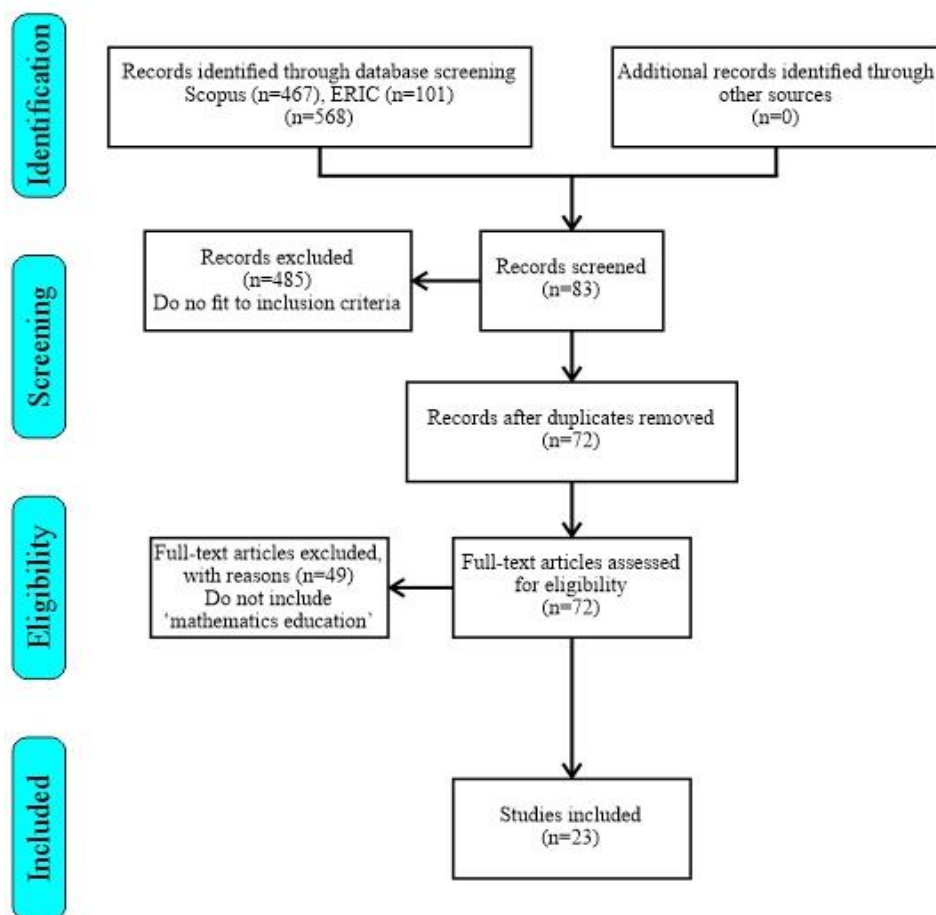 Identification
Records identified through database screening
Scopus (n=467), ERIC (n=101)
(n=568)
Additional records identified through
other sources
(n=0)
Screening
Records excluded
(n=485)
Do no fit to inclusion criteria
Records screened
(n=83)
Records after duplicates removed
(n=72)
Eligibility
Full-text articles excluded,
with reasons (n=49)
Do not include
‘mathematics education’
Full-text articles assessed
for eligibility
(n=72)
Included
Studies included
(n=23)